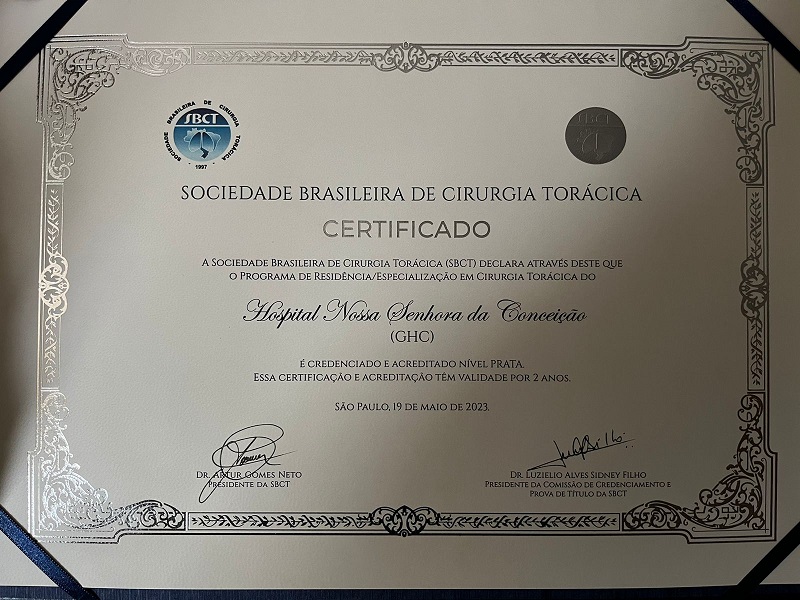 SOCIEDADE BRASILEIRA DE CIRURGIA TORÁCICA
SBCT
· 1997 ·
SBCT
SOCIEDADE BRASILEIRA DE CIRURGIA TORÁCICA
CERTIFICADO
A Sociedade Brasileira de Cirurgia Torácica (SBCT) declara através deste que
o Programa de Residência/Especialização em Cirurgia Torácica do
Hospital Nossa Senhora da Conceição
(GHC)
é credenciado e acreditado nível PRATA.
Essa certificação e acreditação têm validade por 2 anos.
São Paulo, 19 de maio de 2023.
Dr. Artur Gomes Neto
Presidente da SBCT
Dr. Luzielio Alves Sidney Filho
Presidente da Comissão de Credenciamento e
Prova de Título da SBCT